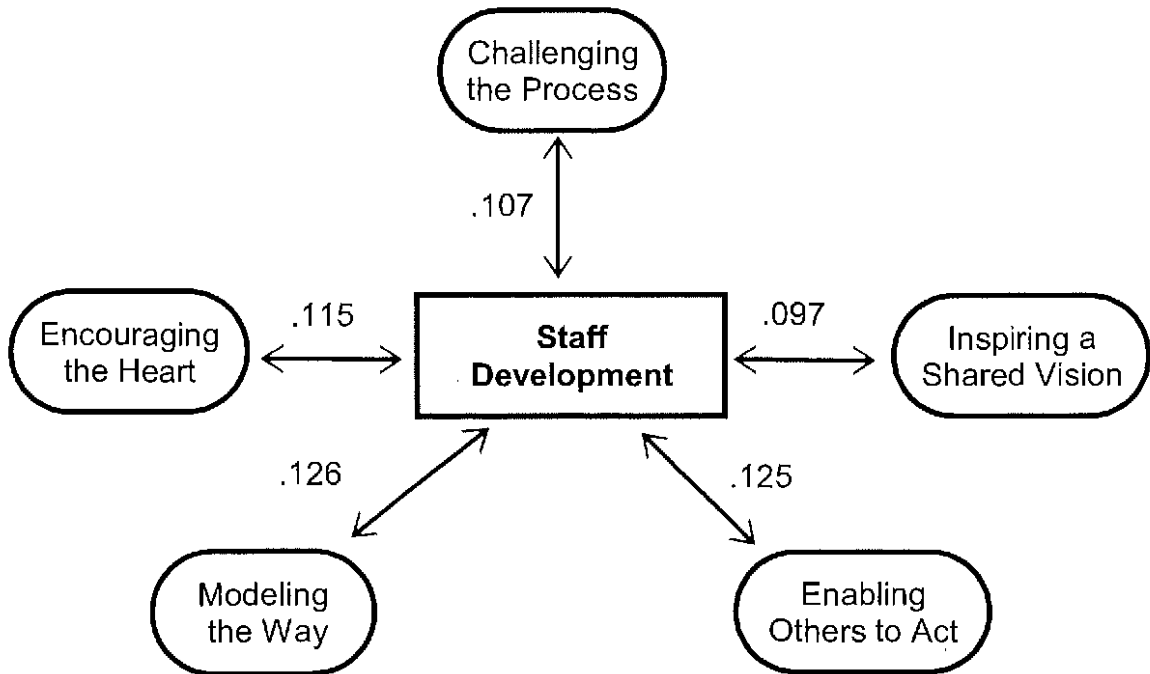 Challenging
the Process
.107
Encouraging
the Heart
.115
Staff
Development
.097
Inspiring a
Shared Vision
.126
.125
Modeling
the Way
Enabling
Others to Act